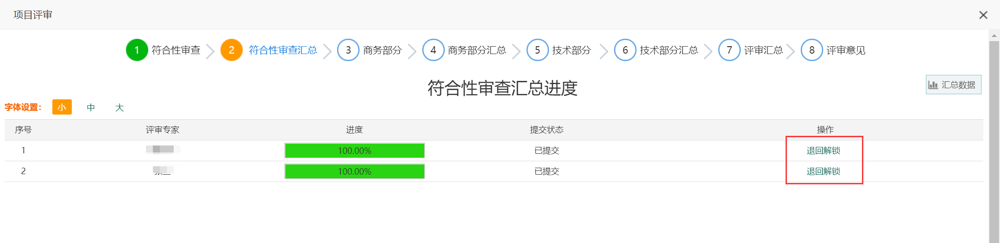 项目评审
1 符合性审查 2 符合性审查汇总 3 商务部分 4 商务部分汇总 5 技术部分 6 技术部分汇总 7 评审汇总 8 评审意见
符合性审查汇总进度
汇总数据
字体设置: 小 中 大
序号 评审专家 进度 提交状态 操作
1 100.00% 已提交 退回解锁
2 100.00% 已提交 退回解锁